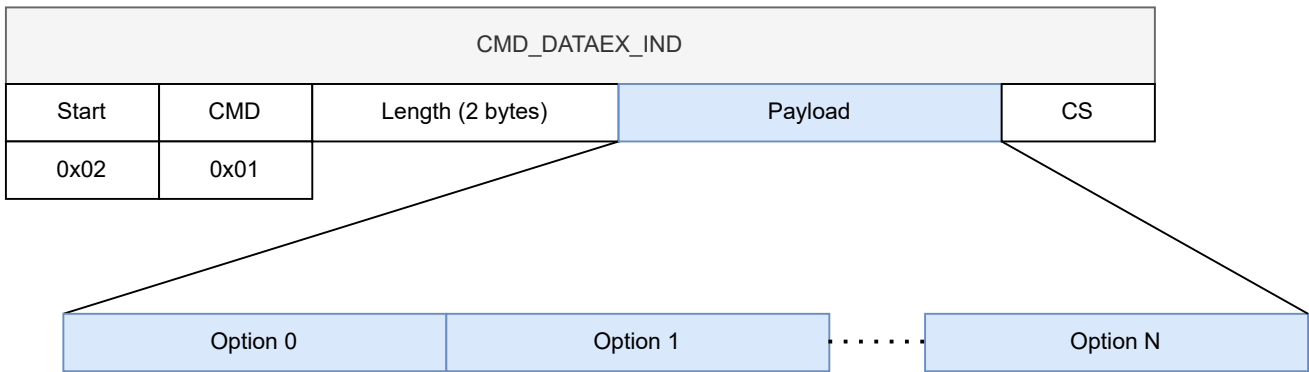 CMD_DATAEX_IND
Start CMD Length (2 bytes) Payload CS
0x02 0x01
Option 0 Option 1 Option N